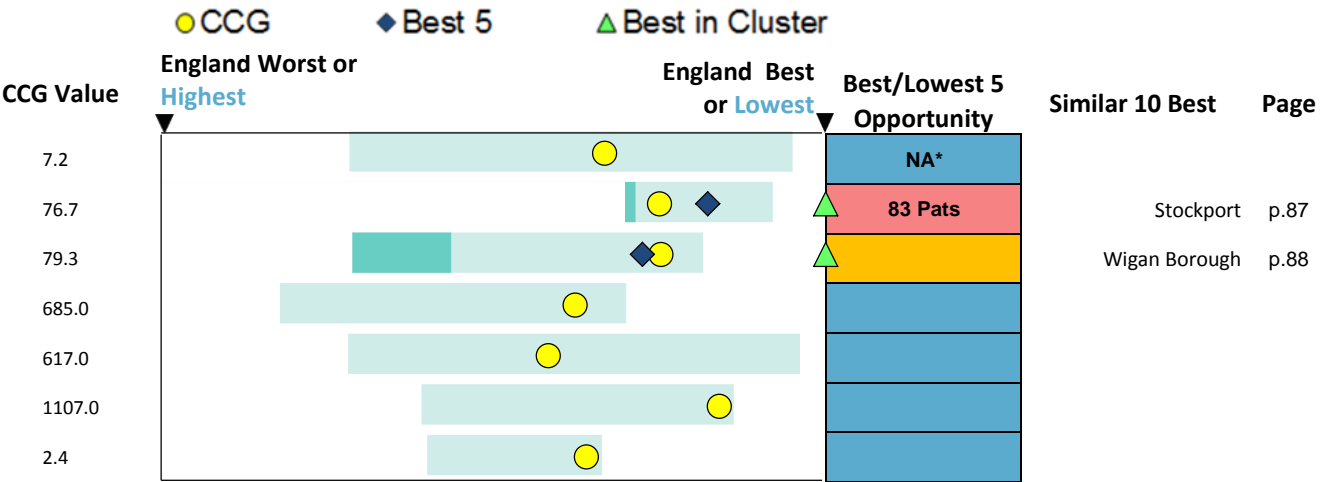 CCG Best 5 Best in Cluster
CCG Value
England Worst or
Highest
England Best
or Lowest
Best/Lowest 5
Opportunity
Similar 10 Best
Page
7.2 NA*
76.7 83 Pats Stockport p.87
79.3 Wigan Borough p.88
685.0
617.0
1107.0
2.4